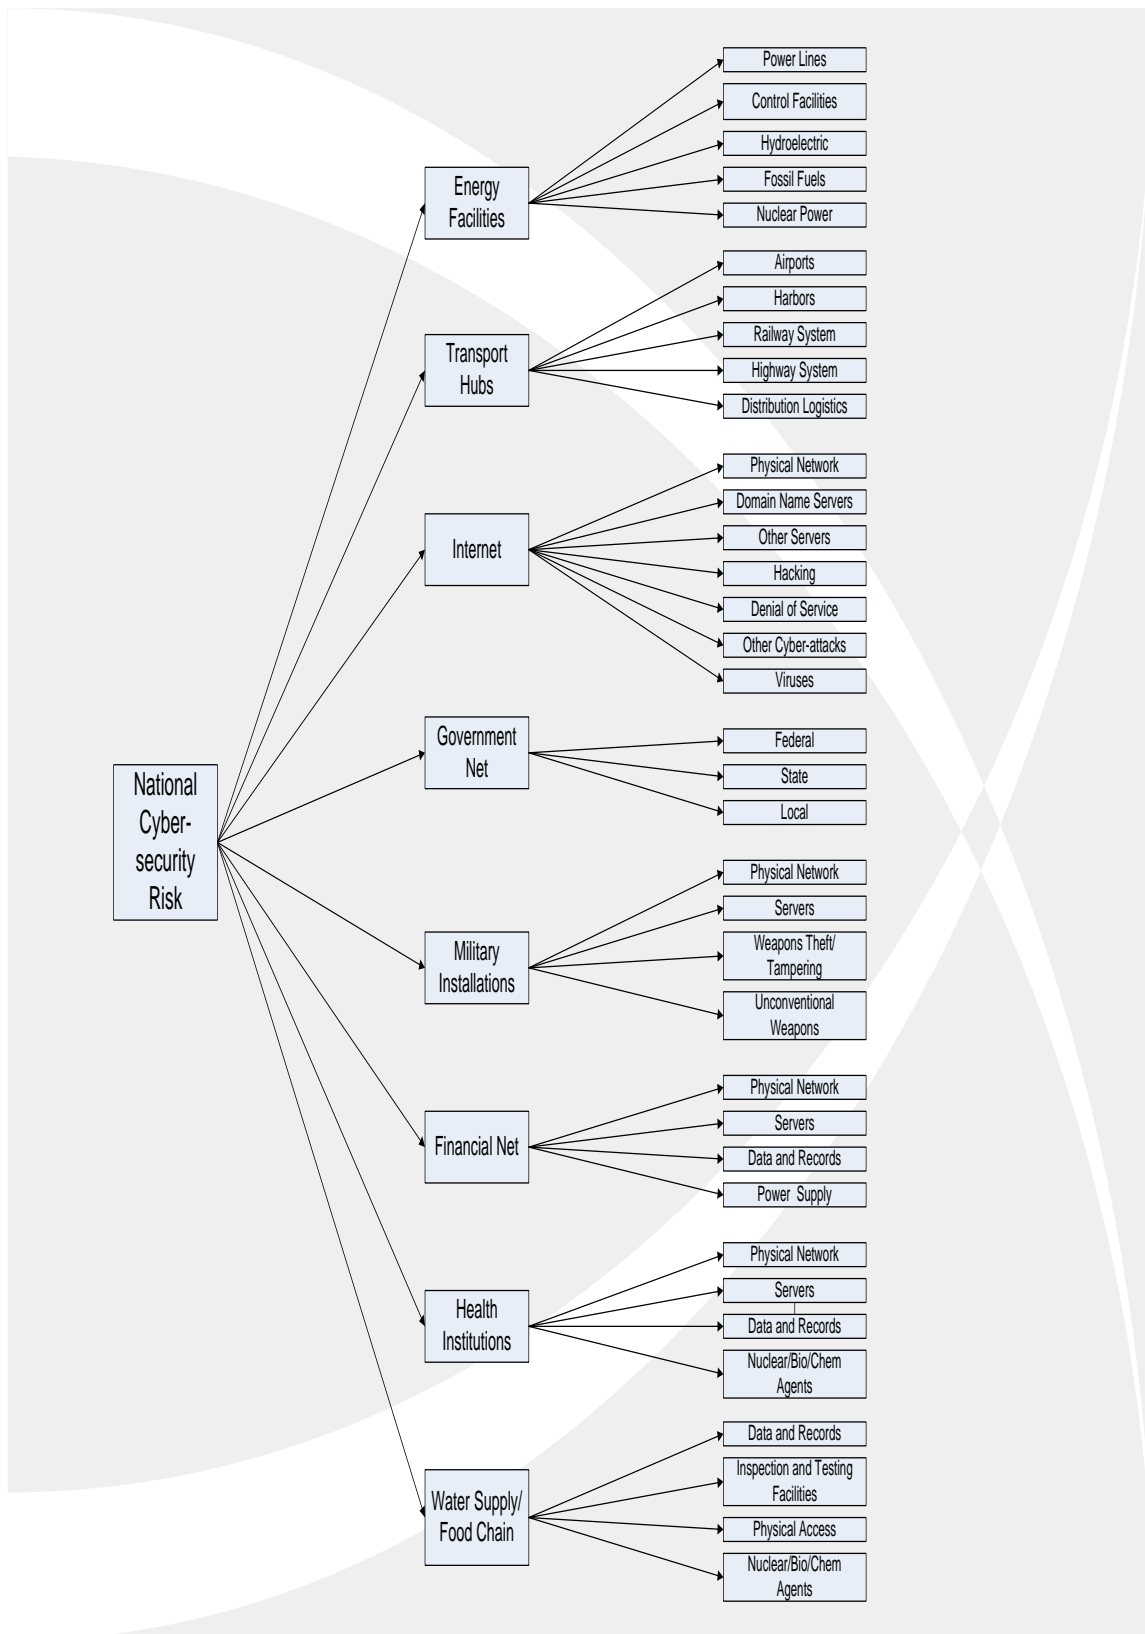 Power Lines
Control Facilities
Hydroelectric
Energy
Facilities
Fossil Fuels
Nuclear Power
Airports
Harbors
Railway System
Transport
Hubs
Highway System
Distribution Logistics
Physical Network
Domain Name Servers
Other Servers
Internet
Hacking
Denial of Service
Other Cyber-attacks
Viruses
Government
Net
Federal
State
Local
National
Cyber-
security
Risk
Physical Network
Servers
Military
Installations
Weapons Theft/
Tampering
Unconventional
Weapons
Physical Network
Servers
Financial Net
Data and Records
Power Supply
Physical Network
Servers
Health
Institutions
Data and Records
Nuclear/Bio/Chem
Agents
Data and Records
Inspection and Testing
Facilities
Water Supply/
Food Chain
Physical Access
Nuclear/Bio/Chem
Agents